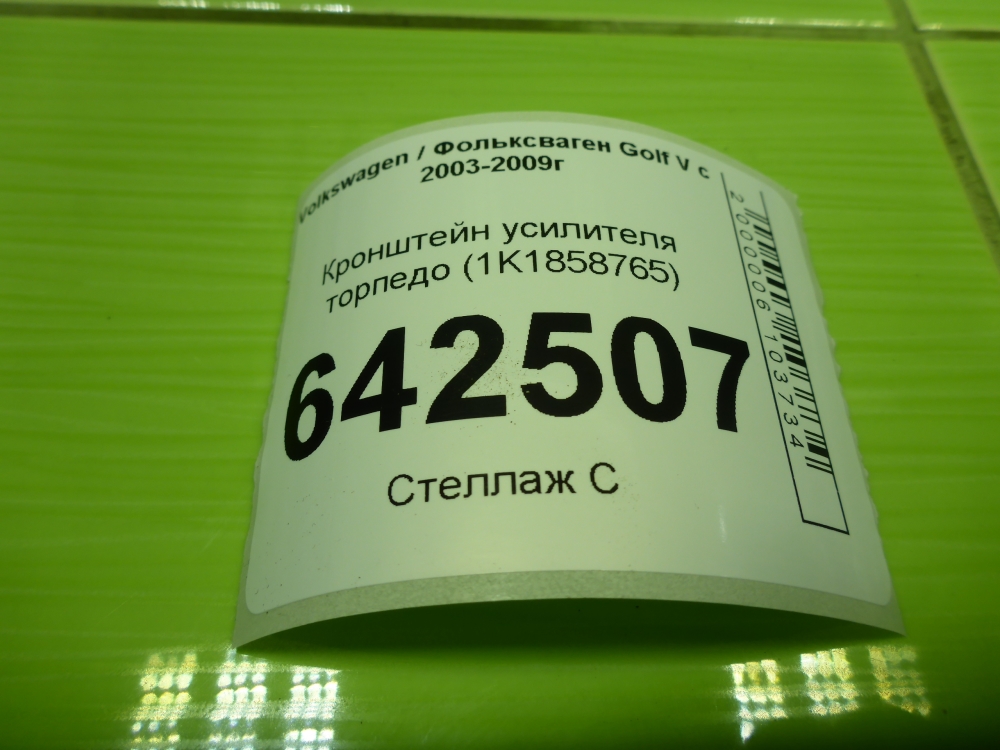 Volkswagen / Фольксваген Golf V с
2003-2009г
Кронштейн усилителя
торпедо (1K1858765)
642507
Стеллаж С
2000006103734